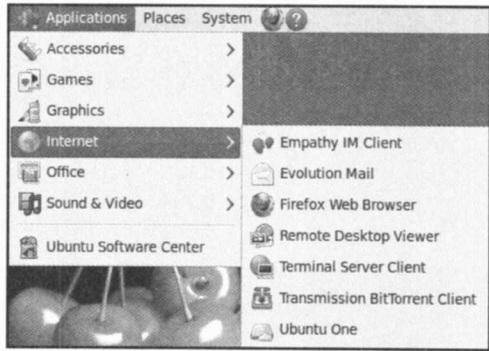 Applications Places System
Accessories
Games
Graphics
Internet
Office
Sound & Video
Ubuntu Software Center
Empathy IM Client
Evolution Mail
Firefox Web Browser
Remote Desktop Viewer
Terminal Server Client
Transmission BitTorrent Client
Ubuntu One